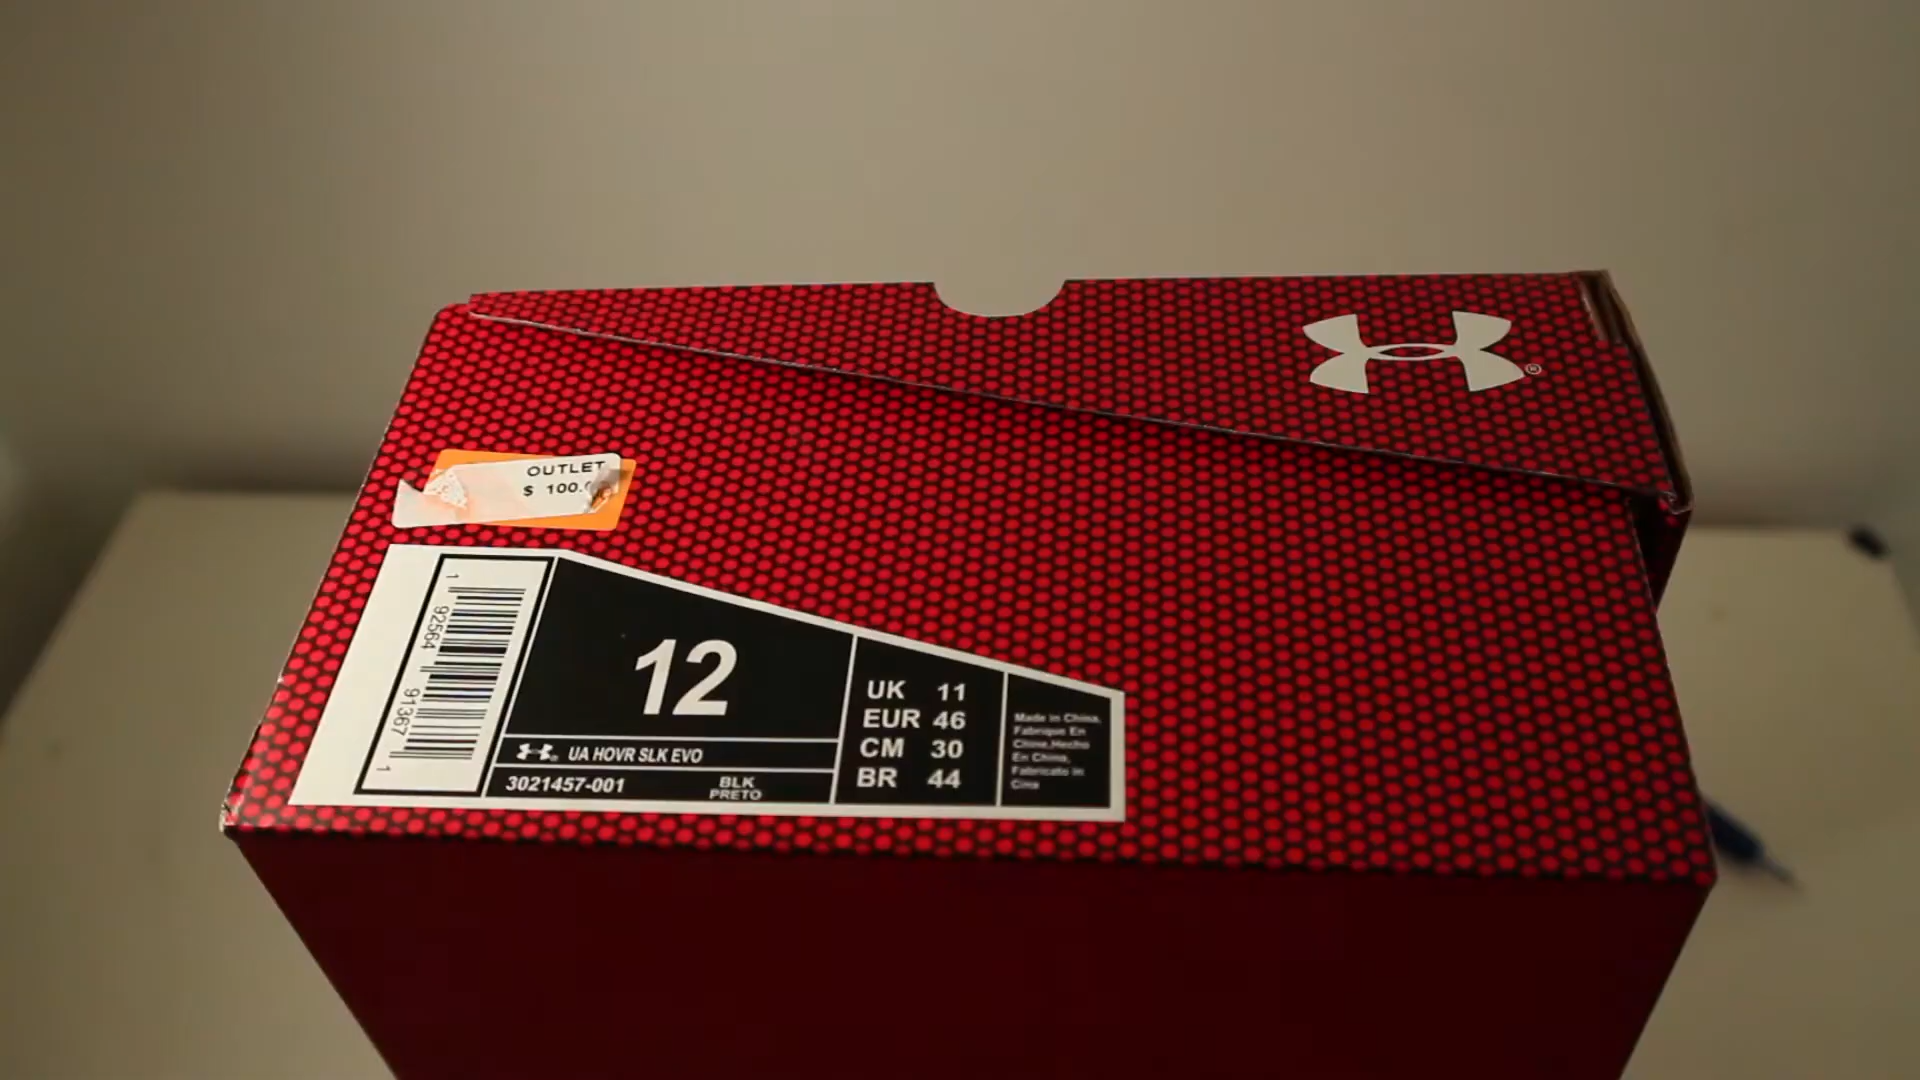 ®
OUTLET
$ 100.
1 92564 91367 1
12
UA HOVR SLK EVO
3021457-001
BLK
PRETO
UK 11
EUR 46
CM 30
BR 44
Made in China,
Fabrique En
Chine,Hecho
En China,
Fabricato in
Cina